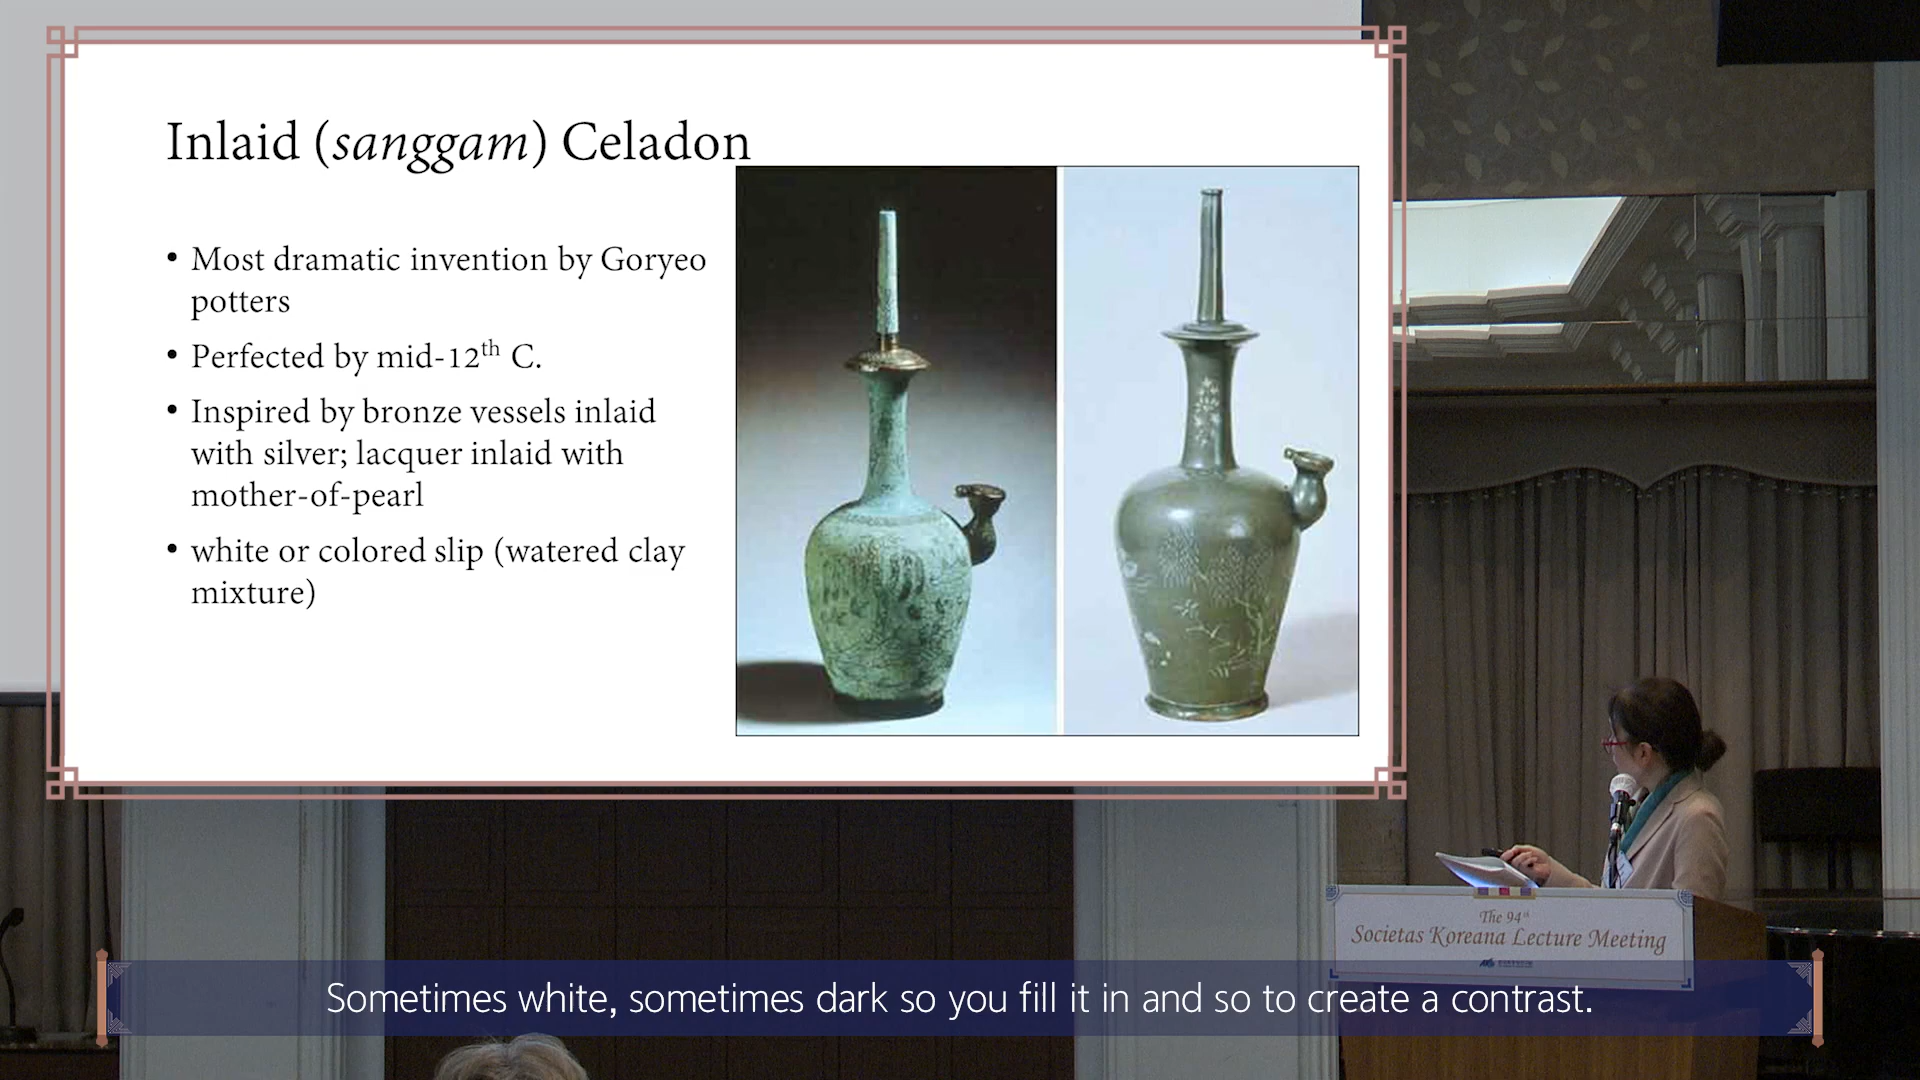 Inlaid (sanggam) Celadon
• Most dramatic invention by Goryeo
potters
• Perfected by mid-12th C.
• Inspired by bronze vessels inlaid
with silver; lacquer inlaid with
mother-of-pearl
• white or colored slip (watered clay
mixture)
The 94th
Societas Koreana Lecture Meeting
Sometimes white, sometimes dark so you fill it in and so to create a contrast.